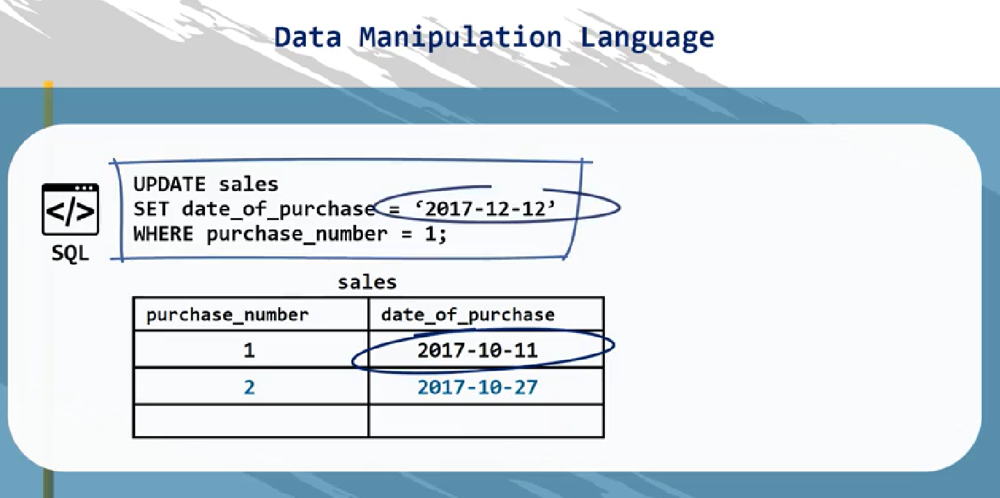 Data Manipulation Language
UPDATE sales
SET date_of_purchase = ‘2017-12-12’
WHERE purchase_number = 1;
</>
SQL
sales
purchase_number date_of_purchase
1 2017-10-11
2 2017-10-27